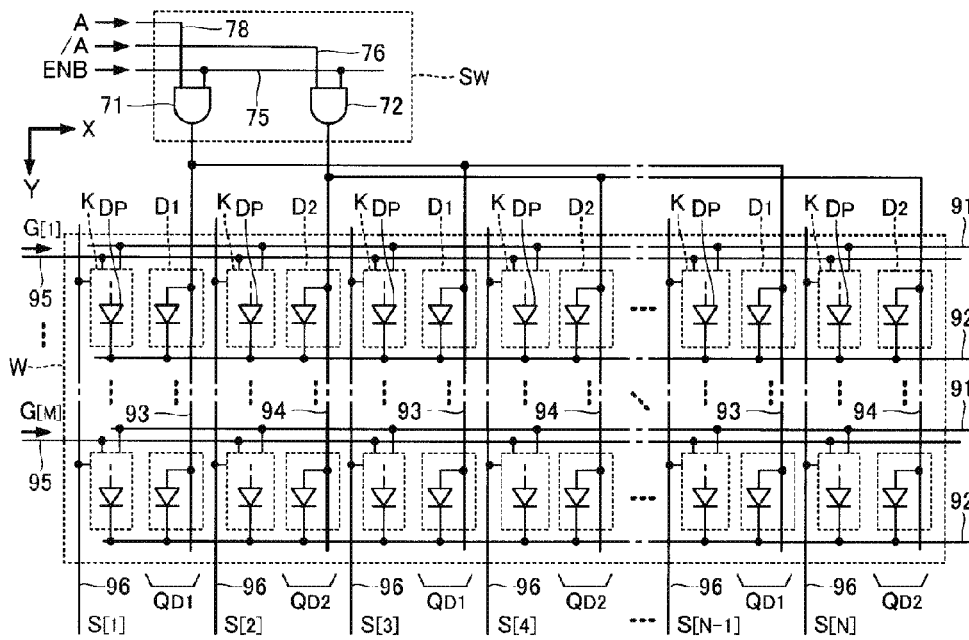 A
78
/A
76
ENB
SW
71
75
72
X
Y
K DP D1 K DP D2 K DP D1 K DP D2 K DP D1 K DP D2
G[1]
91
95
92
W
G[M]
93 94 93 94 93 94
91
95
92
96 96 96 96 96 96
QD1 QD2 QD1 QD2 QD1 QD2
S[1] S[2] S[3] S[4] S[N-1] S[N]